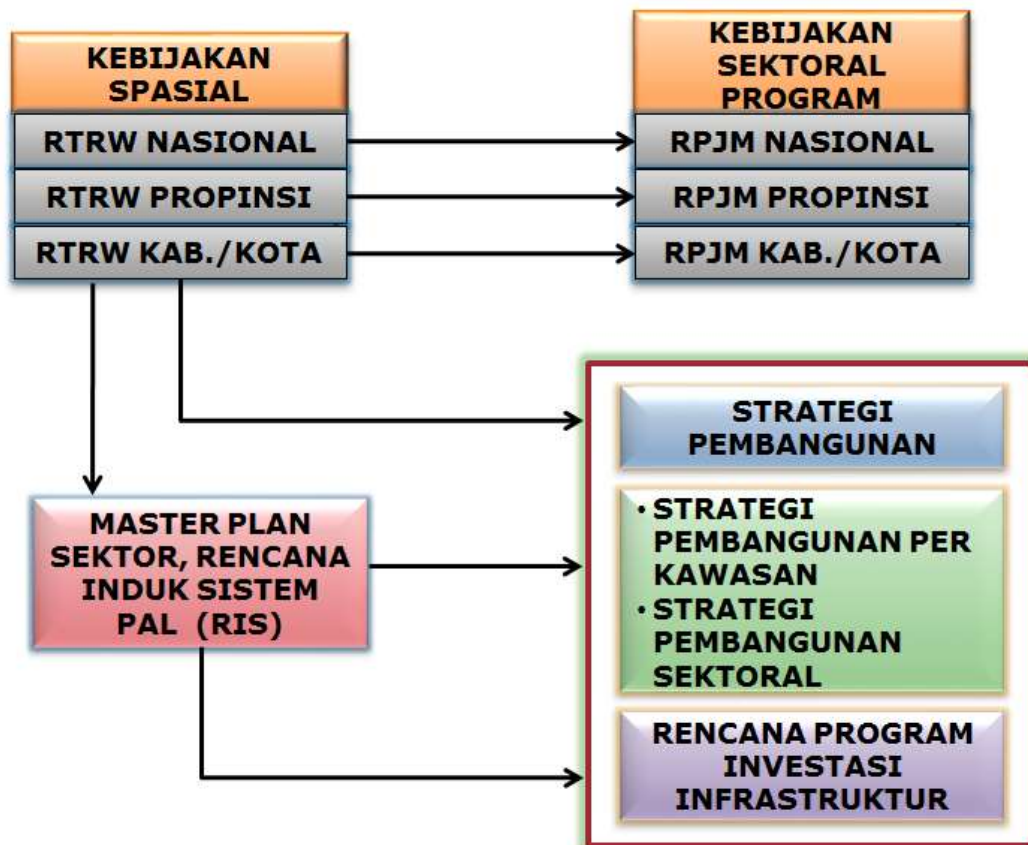 KEBIJAKAN
SPASIAL
RTRW NASIONAL
RTRW PROPINSI
RTRW KAB./KOTA
KEBIJAKAN
SEKTORAL
PROGRAM
RPJM NASIONAL
RPJM PROPINSI
RPJM KAB./KOTA
MASTER PLAN
SEKTOR, RENCANA
INDUK SISTEM
PAL (RIS)
STRATEGI
PEMBANGUNAN
• STRATEGI
PEMBANGUNAN PER
KAWASAN
• STRATEGI
PEMBANGUNAN
SEKTORAL
RENCANA PROGRAM
INVESTASI
INFRASTRUKTUR